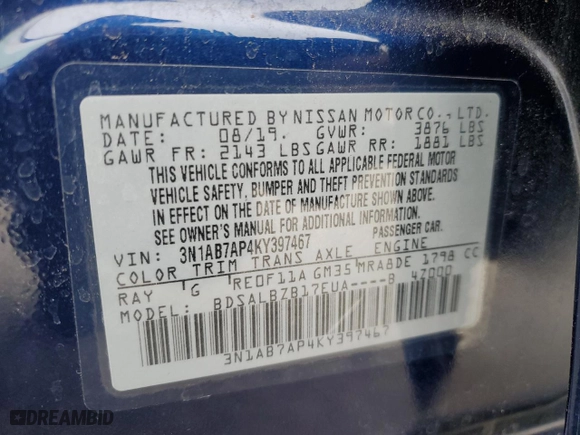 MANUFACTURED BY NISSAN MOTOR CO., LTD.
DATE: 08/19. GVWR: 3876 LBS
GAWR FR: 2143 LBS GAWR RR: 1881 LBS
THIS VEHICLE CONFORMS TO ALL APPLICABLE FEDERAL MOTOR
VEHICLE SAFETY, BUMPER AND THEFT PREVENTION STANDARDS
IN EFFECT ON THE DATE OF MANUFACTURE SHOWN ABOVE.
SEE OWNER'S MANUAL FOR ADDITIONAL INFORMATION.
VIN: 3N1AB7AP4KY397467 PASSENGER CAR.
COLOR TRIM TRANS AXLE ENGINE
RAY G RE0F11A GM35 MRA8DE 1798 CC
MODEL: BDSALBZB17EUA----B 42000
3N1AB7AP4KY397467
DREAMBID